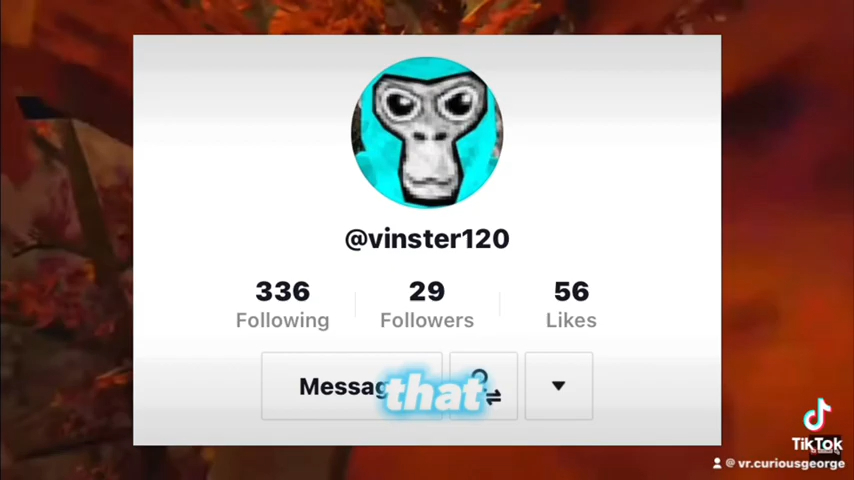 @vinster120
336 29 56
Following Followers Likes
Messag
that
TikTok
@ vr.curiousgeorge